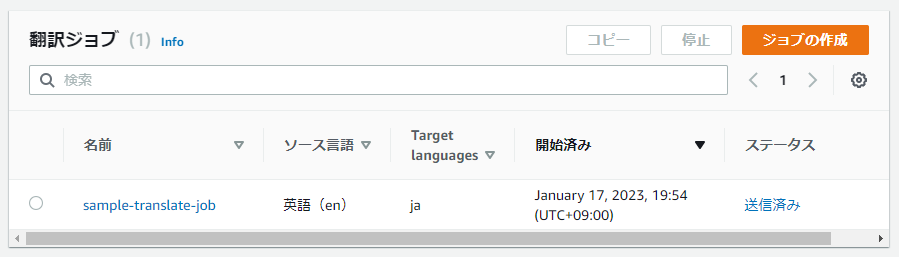 翻訳ジョブ (1) Info
コピー 停止 ジョブの作成
検索
1
名前 ソース言語 Target languages 開始済み ステータス
sample-translate-job 英語（en） ja January 17, 2023, 19:54 (UTC+09:00) 送信済み